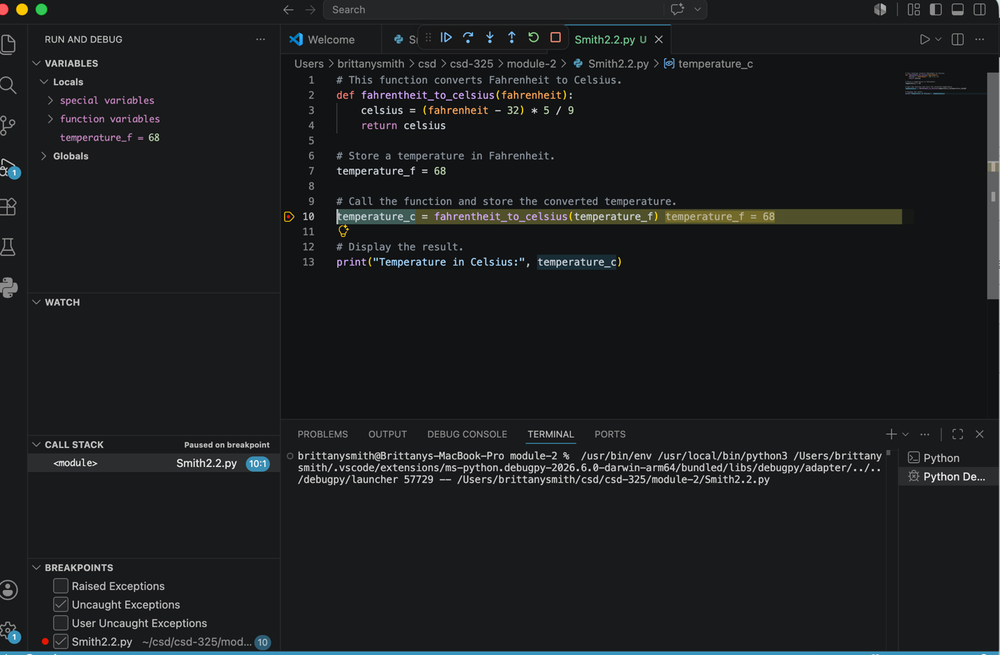 Search
RUN AND DEBUG
VARIABLES
Locals
special variables
function variables
temperature_f = 68
Globals
WATCH
CALL STACK Paused on breakpoint
<module> Smith2.2.py 10:1
BREAKPOINTS
Raised Exceptions
Uncaught Exceptions
User Uncaught Exceptions
Smith2.2.py ~/csd/csd-325/mod... 10
1
1
Welcome
Smith2.2.py U
Users > brittanysmith > csd > csd-325 > module-2 > Smith2.2.py > temperature_c
1 # This function converts Fahrenheit to Celsius.
2 def fahrentheit_to_celsius(fahrenheit):
3 celsius = (fahrenheit - 32) * 5 / 9
4 return celsius
5
6 # Store a temperature in Fahrenheit.
7 temperature_f = 68
8
9 # Call the function and store the converted temperature.
10 temperature_c = fahrentheit_to_celsius(temperature_f) temperature_f = 68
11
12 # Display the result.
13 print("Temperature in Celsius:", temperature_c)
PROBLEMS OUTPUT DEBUG CONSOLE TERMINAL PORTS
brittanysmith@Brittanys-MacBook-Pro module-2 % /usr/bin/env /usr/local/bin/python3 /Users/brittany
smith/.vscode/extensions/ms-python.debugpy-2026.6.0-darwin-arm64/bundled/libs/debugpy/adapter/../..
/debugpy/launcher 57729 -- /Users/brittanysmith/csd/csd-325/module-2/Smith2.2.py
Python
Python De...